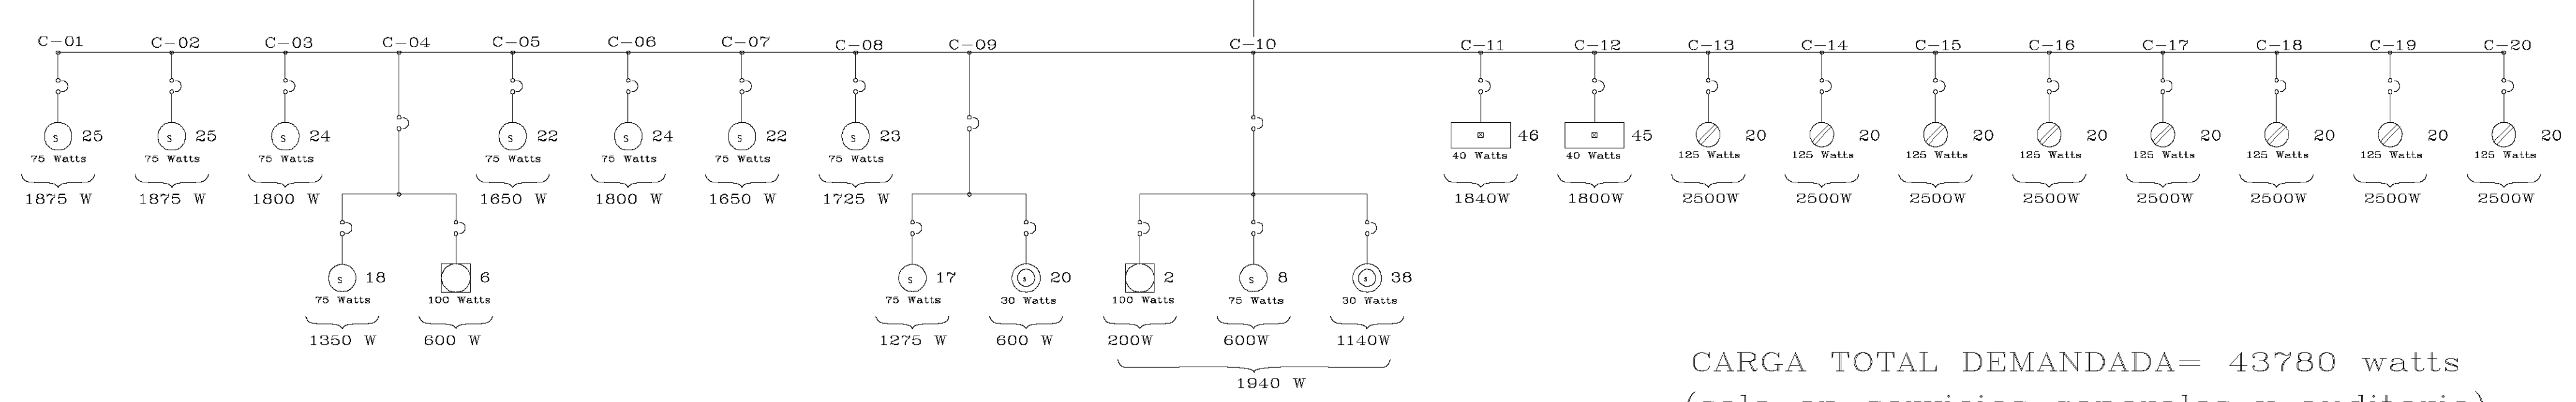 C-01 C-02 C-03 C-04 C-05 C-06 C-07 C-08 C-09 C-10 C-11 C-12 C-13 C-14 C-15 C-16 C-17 C-18 C-19 C-20
S 25 S 25 S 24 S 22 S 24 S 22 S 23 46 45 20 20 20 20 20 20 20 20
75 Watts 75 Watts 75 Watts 75 Watts 75 Watts 75 Watts 75 Watts 40 Watts 40 Watts 125 Watts 125 Watts 125 Watts 125 Watts 125 Watts 125 Watts 125 Watts 125 Watts
1875 W 1875 W 1800 W 1650 W 1800 W 1650 W 1725 W 1840W 1800W 2500W 2500W 2500W 2500W 2500W 2500W 2500W 2500W
S 18 6 S 17 S 20 2 S 8 S 38
75 Watts 100 Watts 75 Watts 30 Watts 100 Watts 75 Watts 30 Watts
1350 W 600 W 1275 W 600 W 200W 600W 1140W
1940 W
CARGA TOTAL DEMANDADA= 43780 watts